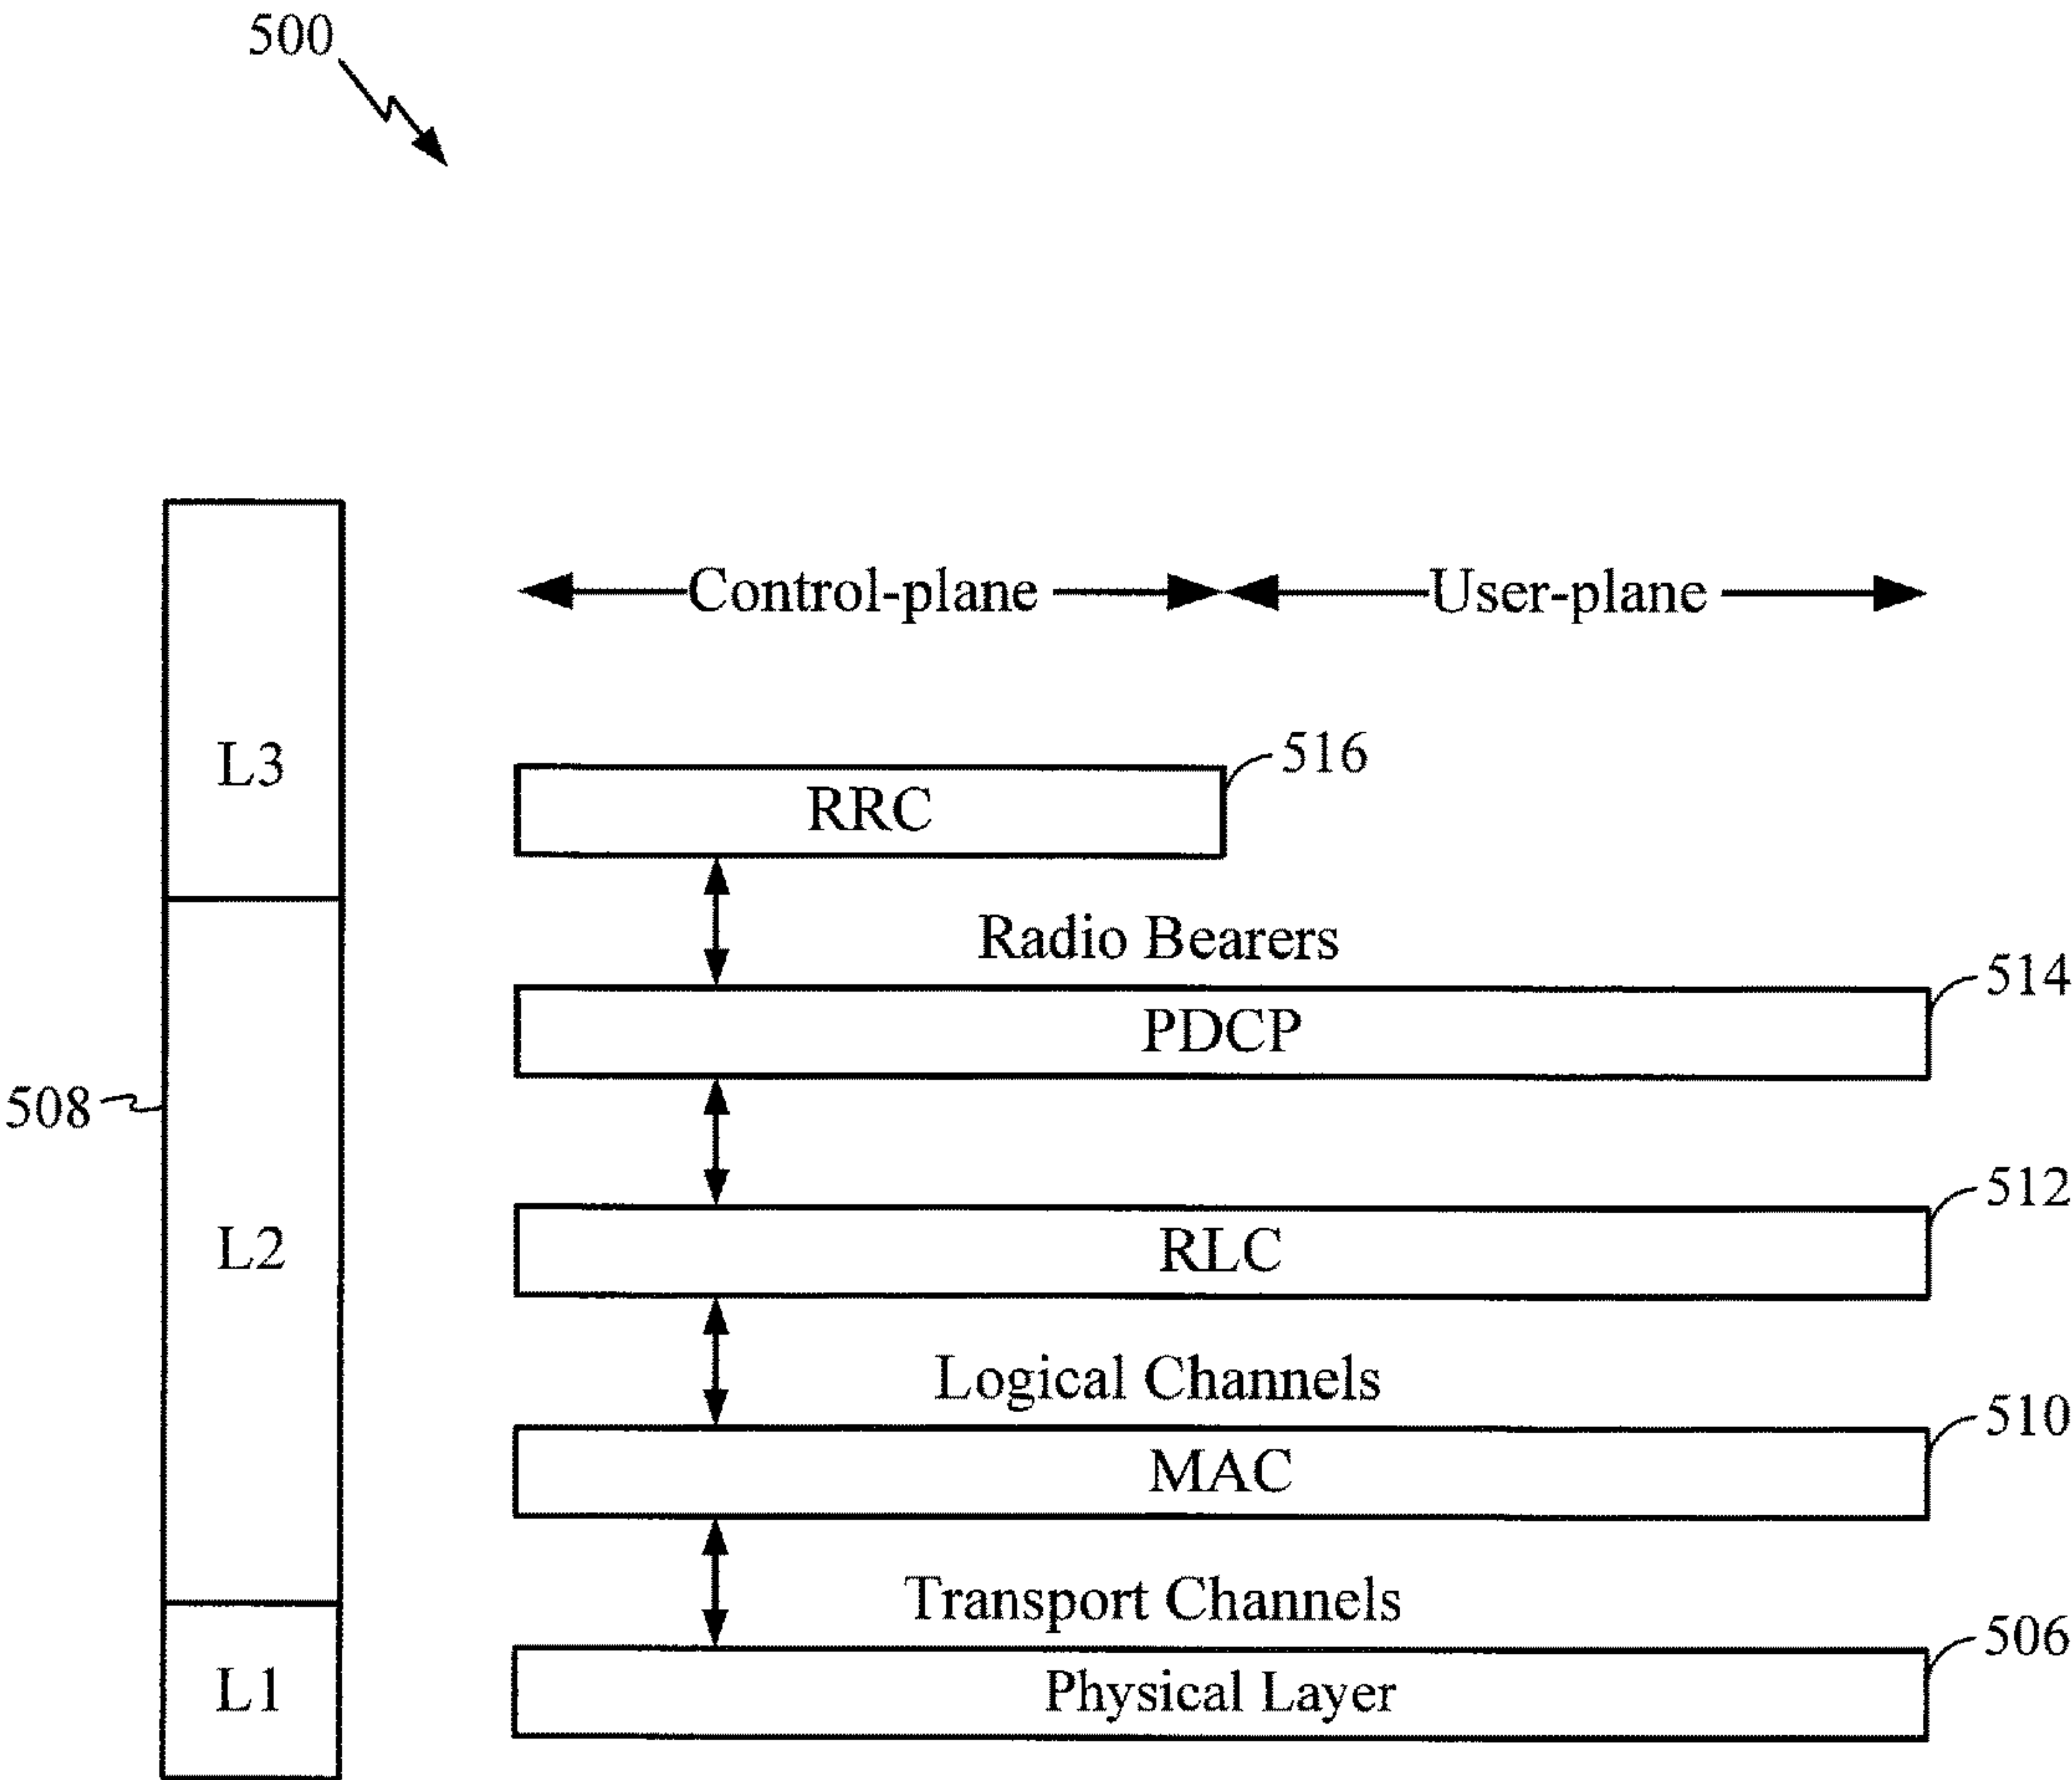 500
Control-plane User-plane
L3
516
RRC
Radio Bearers
514
PDCP
508
512
L2
RLC
Logical Channels
510
MAC
Transport Channels
506
L1
Physical Layer